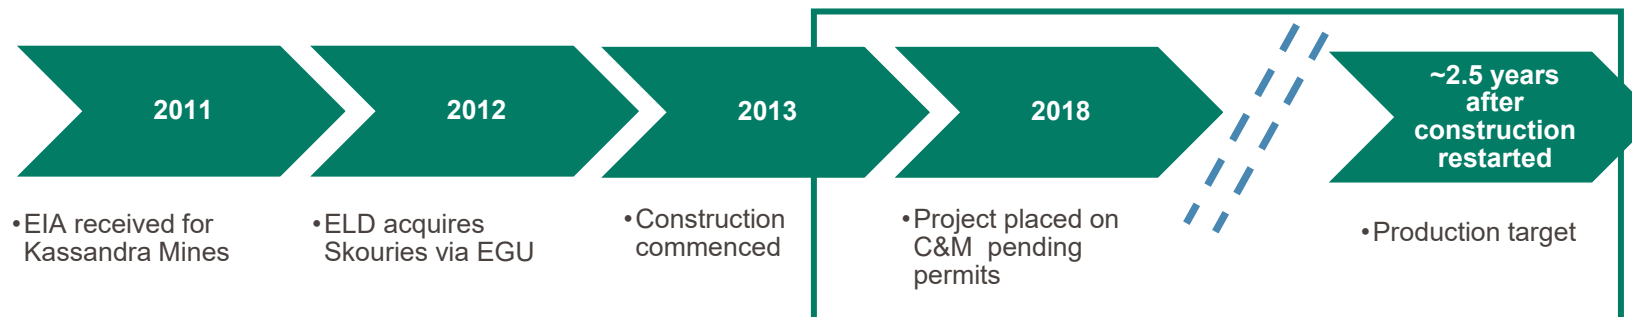 2011
2012
2013
2018
~2.5 years
after
construction
restarted
•EIA received for
Kassandra Mines
•ELD acquires
Skouries via EGU
•Construction
commenced
•Project placed on
C&M  pending
permits
•Production target